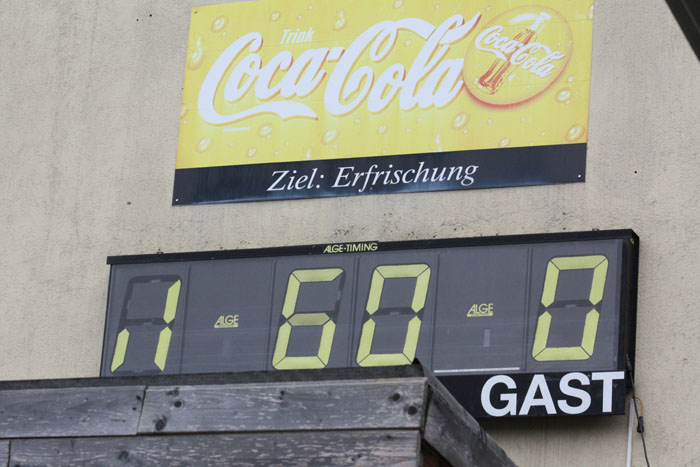 Trink
Coca-Cola
Coca-Cola
Ziel: Erfrischung
ALGE-TIMING
1 ALGE 60 ALGE 0
GAST